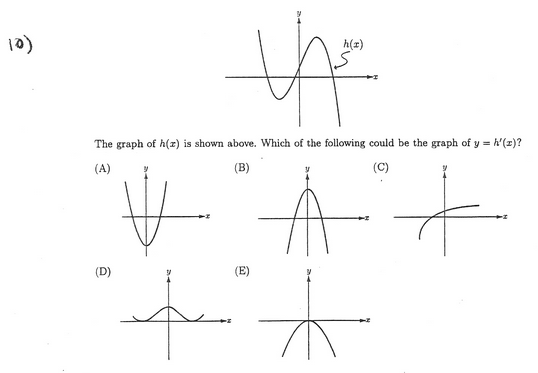 10)
y
h(x)
x
The graph of h(x) is shown above. Which of the following could be the graph of y = h′(x)?
(A) y x
(B) y x
(C) y x
(D) y x
(E) y x